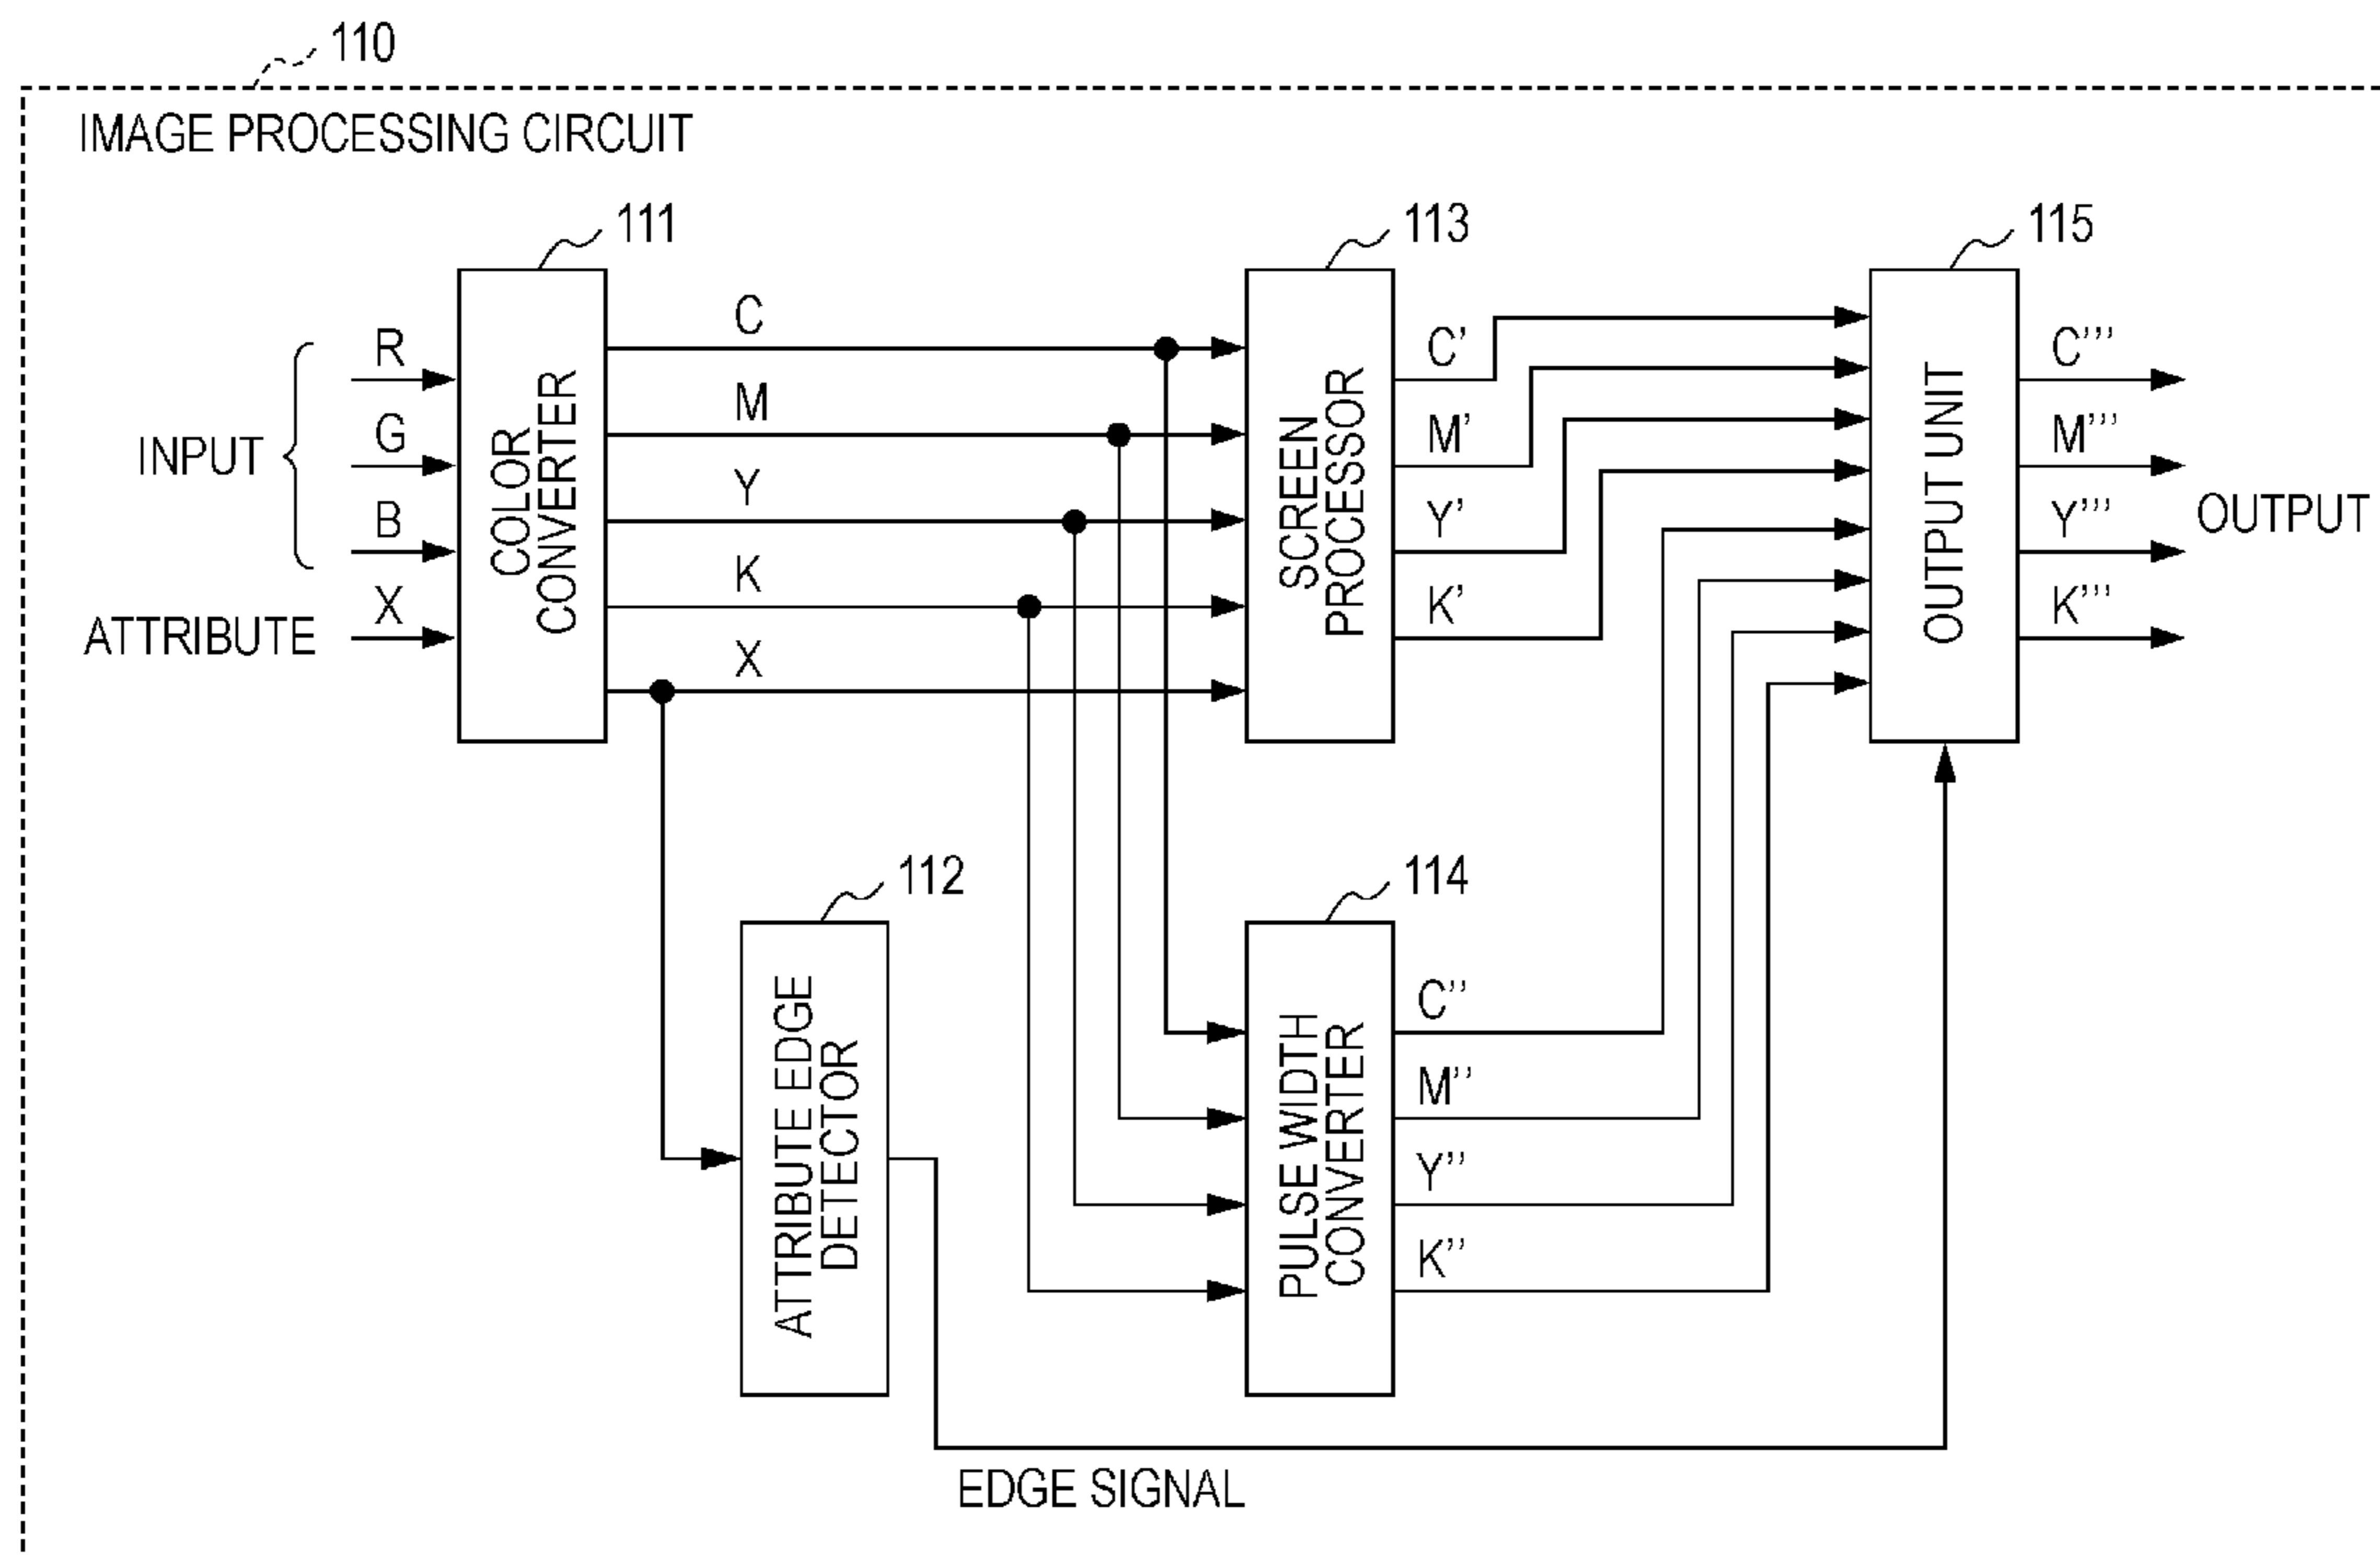 110
IMAGE PROCESSING CIRCUIT
111
113
115
INPUT
R
G
B
X
ATTRIBUTE
COLOR
CONVERTER
C
M
Y
K
X
SCREEN
PROCESSOR
C’
M’
Y’
K’
OUTPUT UNIT
C’’’
M’’’
Y’’’
K’’’
OUTPUT
112
114
ATTRIBUTE EDGE
DETECTOR
PULSE WIDTH
CONVERTER
C’’
M’’
Y’’
K’’
EDGE SIGNAL